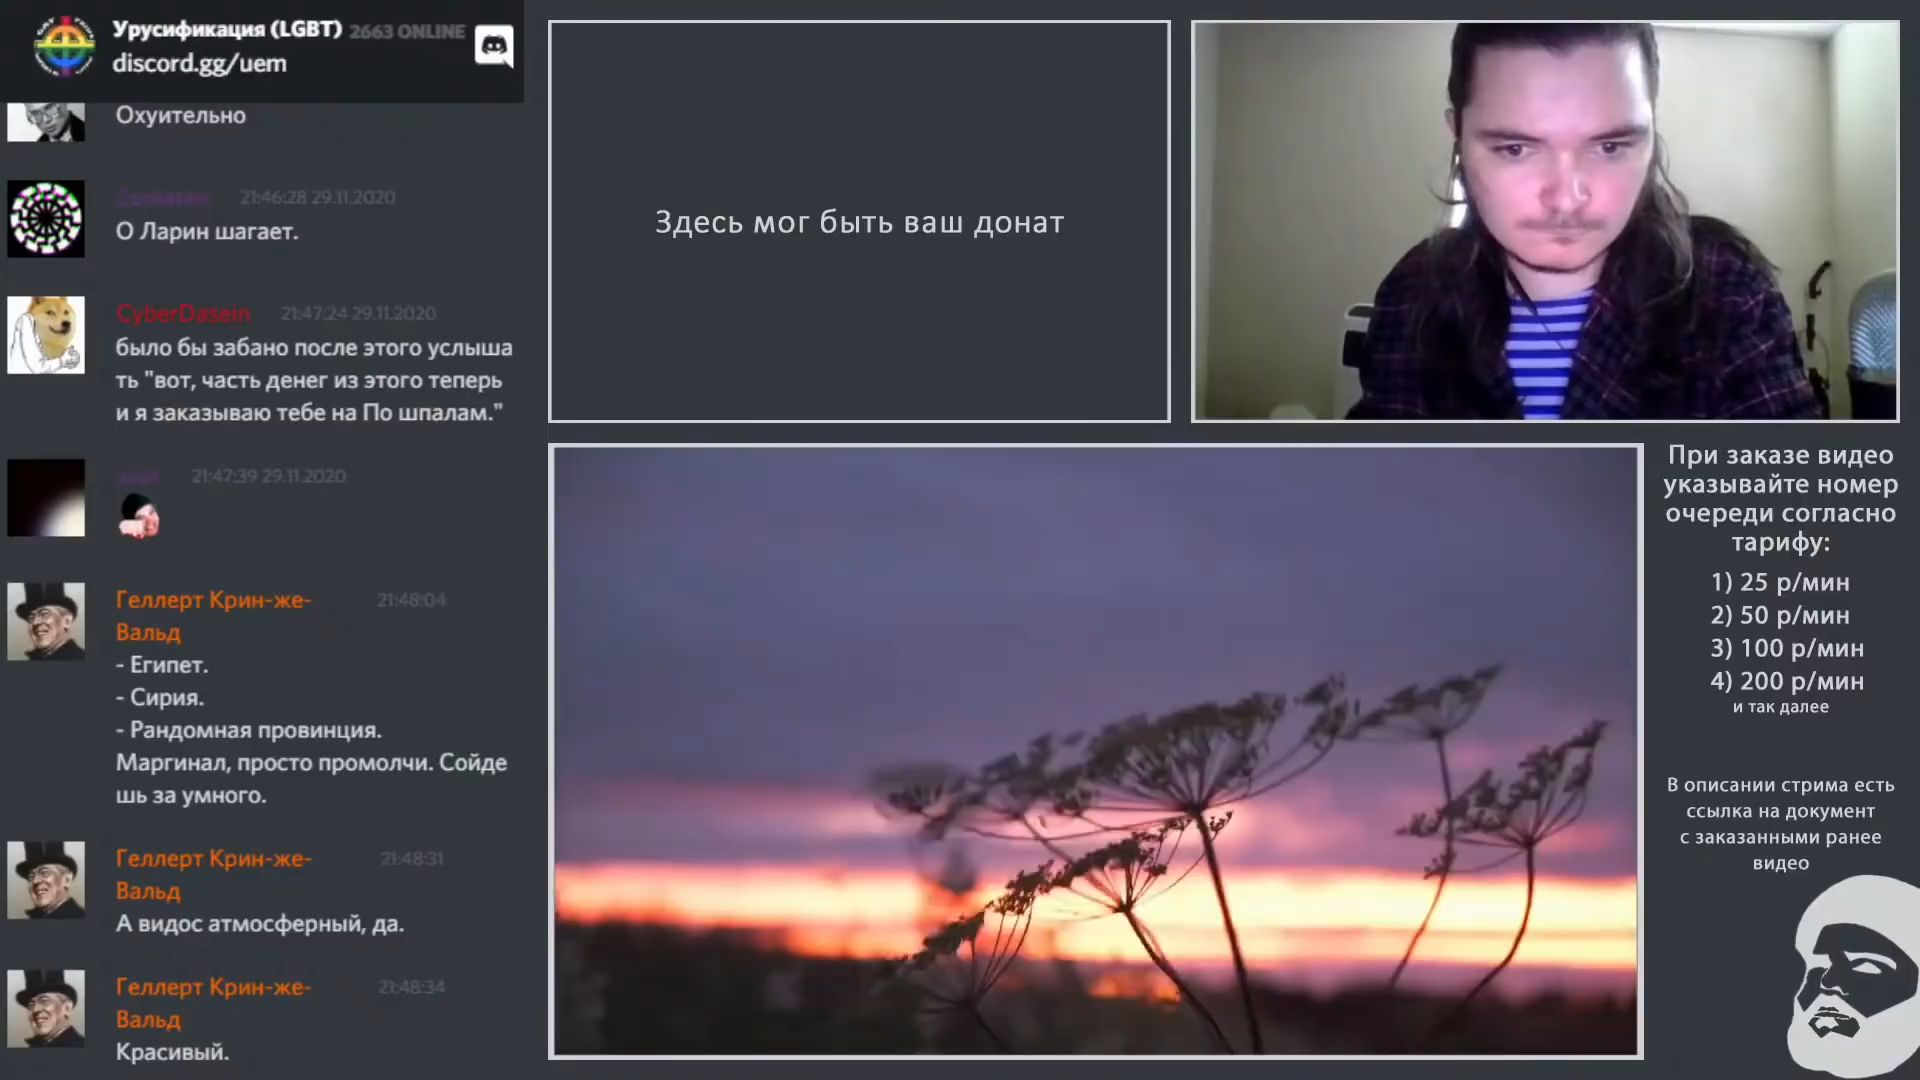 Урусификация (LGBT) 2663 ONLINE
discord.gg/uem
Охуительно
21:46:28 29.11.2020
О Ларин шагает.
CyberDasein 21:47:24 29.11.2020
было бы забано после этого услыша
ть "вот, часть денег из этого теперь
и я заказываю тебе на По шпалам."
21:47:39 29.11.2020
Геллерт Крин-же- 21:48:04
Вальд
- Египет.
- Сирия.
- Рандомная провинция.
Маргинал, просто промолчи. Сойде
шь за умного.
Геллерт Крин-же- 21:48:31
Вальд
А видос атмосферный, да.
Геллерт Крин-же- 21:48:34
Вальд
Красивый.
Здесь мог быть ваш донат
При заказе видео
указывайте номер
очереди согласно
тарифу:
1) 25 р/мин
2) 50 р/мин
3) 100 р/мин
4) 200 р/мин
и так далее
В описании стрима есть
ссылка на документ
с заказанными ранее
видео